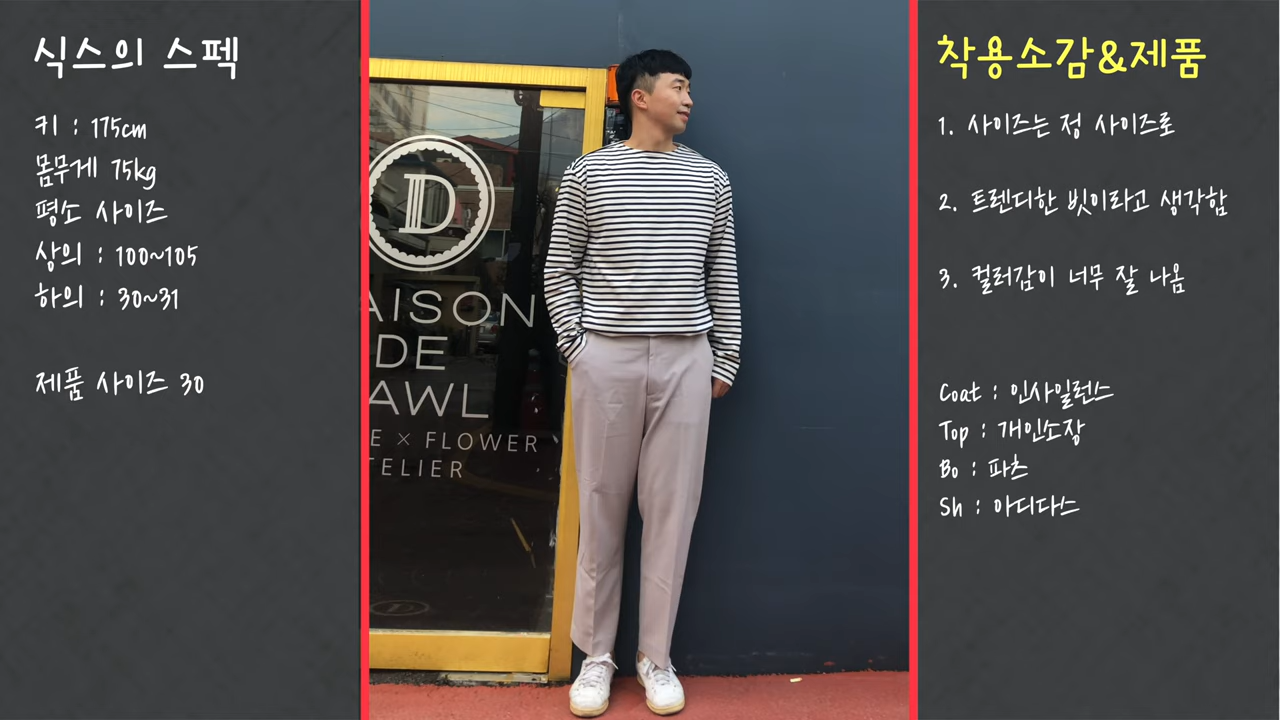 식스의 스펙
키 : 175cm
몸무게 75kg
평소 사이즈
상의 : 100~105
하의 : 30~31
제품 사이즈 30
D
AISON
DE
AWL
E × FLOWER
TELIER
D
착용소감&제품
1. 사이즈는 정 사이즈로
2. 트렌디한 빗이라고 생각함
3. 컬러감이 너무 잘 나옴
Coat : 인사일런스
Top : 개인소장
Bo : 파츠
Sh : 아디다스